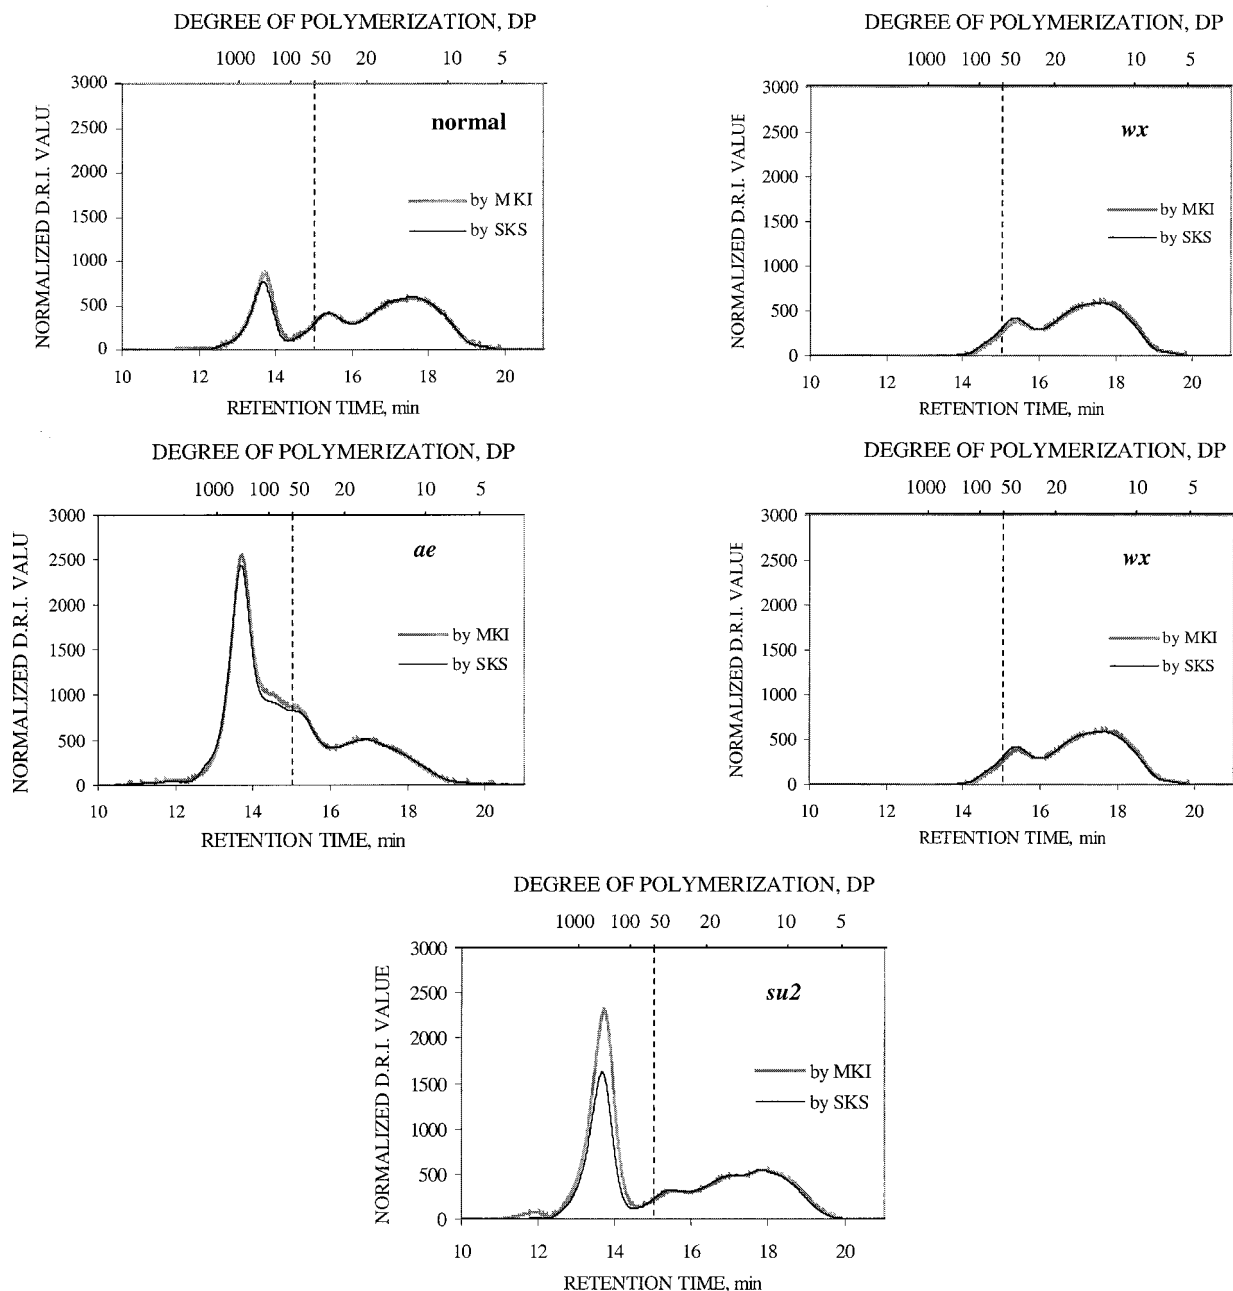 DEGREE OF POLYMERIZATION, DP
1000 100 50 20 10 5
NORMALIZED D.R.I. VALU
3000
2500
2000
1500
1000
500
0
normal
by MKI
by SKS
10 12 14 16 18 20
RETENTION TIME, min
DEGREE OF POLYMERIZATION, DP
1000 100 50 20 10 5
NORMALIZED D.R.I. VALUE
3000
2500
2000
1500
1000
500
0
wx
by MKI
by SKS
10 12 14 16 18 20
RETENTION TIME, min
DEGREE OF POLYMERIZATION, DP
1000 100 50 20 10 5
NORMALIZED D.R.I. VALU
3000
2500
2000
1500
1000
500
0
ae
by MKI
by SKS
10 12 14 16 18 20
RETENTION TIME, min
DEGREE OF POLYMERIZATION, DP
1000 100 50 20 10 5
NORMALIZED D.R.I. VALUE
3000
2500
2000
1500
1000
500
0
wx
by MKI
by SKS
10 12 14 16 18 20
RETENTION TIME, min
DEGREE OF POLYMERIZATION, DP
1000 100 50 20 10 5
NORMALIZED D.R.I. VALUE
3000
2500
2000
1500
1000
500
0
su2
by MKI
by SKS
10 12 14 16 18 20
RETENTION TIME, min